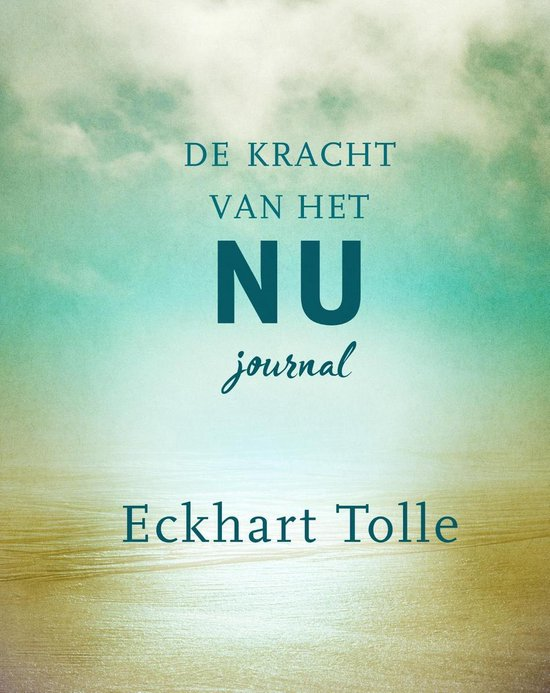 DE KRACHT
VAN HET
NU
journal
Eckhart Tolle